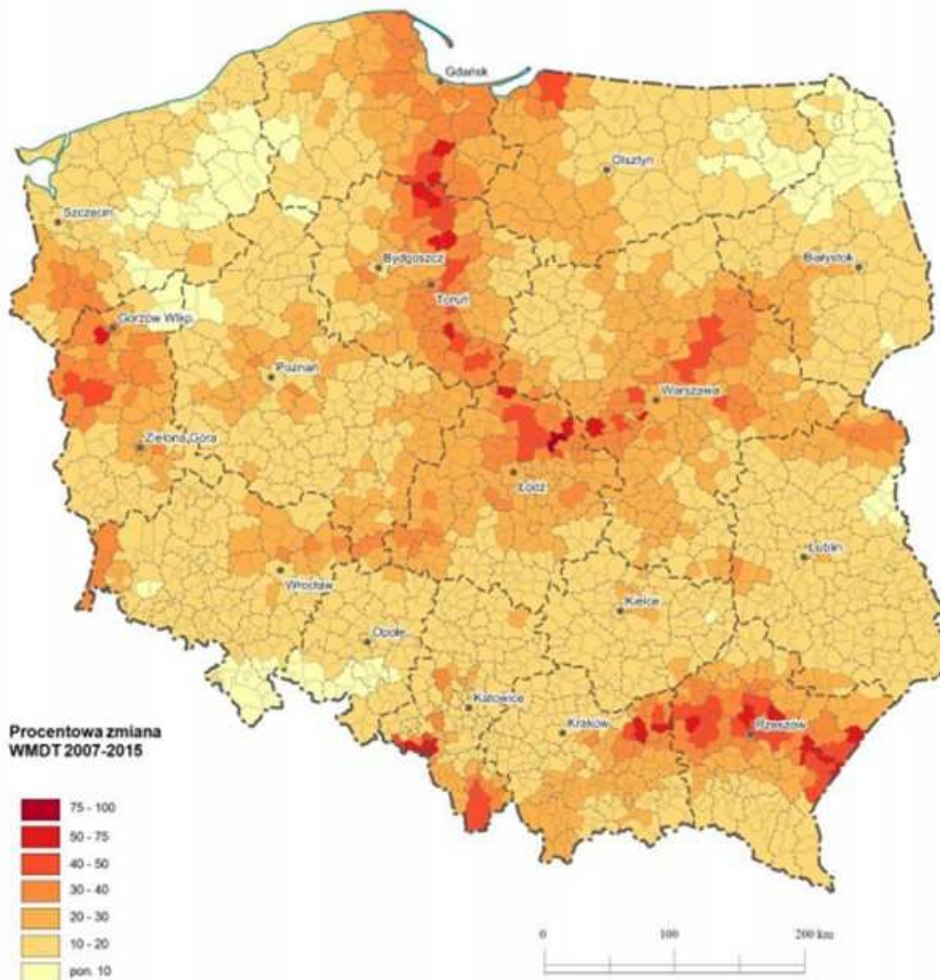 Gdańsk
Olsztyn
Szczecin
Bydgoszcz
Białystok
Toruń
Gorzów Wlkp.
Poznań
Warszawa
Zielona Góra
Łódź
Lublin
Wrocław
Kielce
Opole
Katowice
Kraków
Rzeszów
Procentowa zmiana
WMDT 2007-2015
75 - 100
50 - 75
40 - 50
30 - 40
20 - 30
10 - 20
pon. 10
0 100 200 km